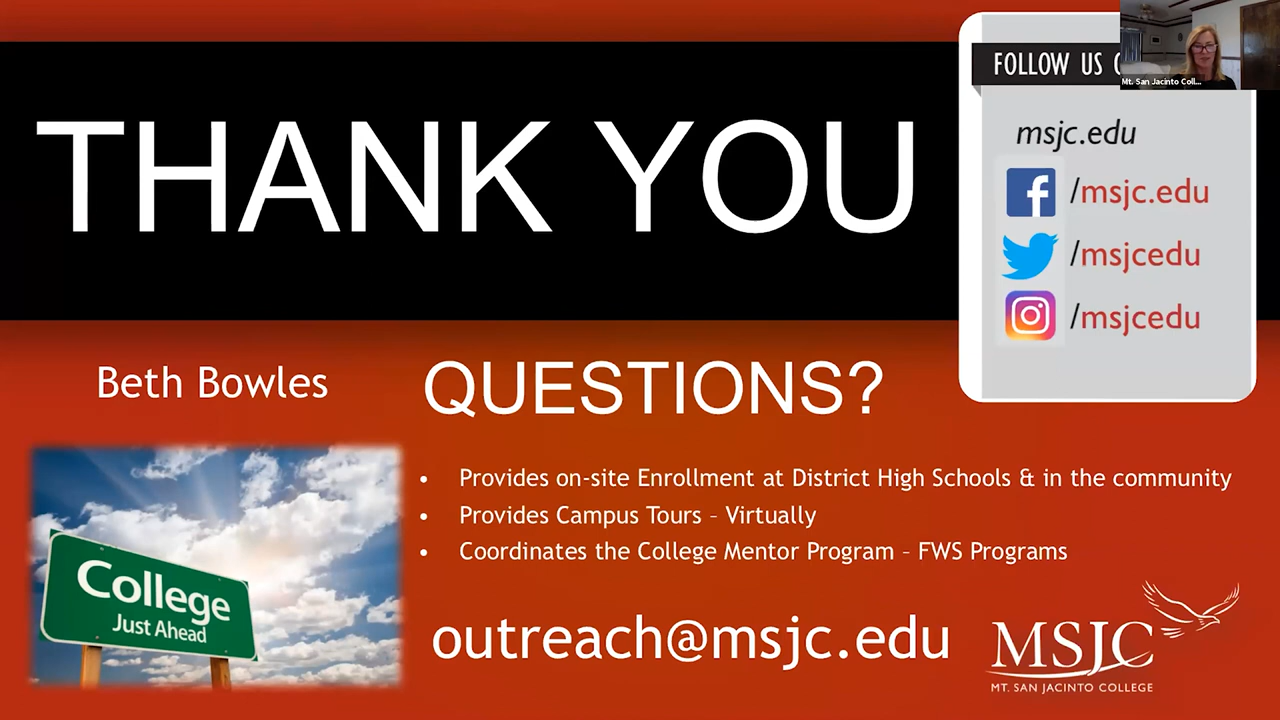 THANK YOU
FOLLOW US
Mt. San Jacinto Coll...
msjc.edu
/msjc.edu
/msjcedu
/msjcedu
Beth Bowles
QUESTIONS?
• Provides on-site Enrollment at District High Schools & in the community
• Provides Campus Tours – Virtually
• Coordinates the College Mentor Program – FWS Programs
College
Just Ahead
outreach@msjc.edu
MSJC
MT. SAN JACINTO COLLEGE